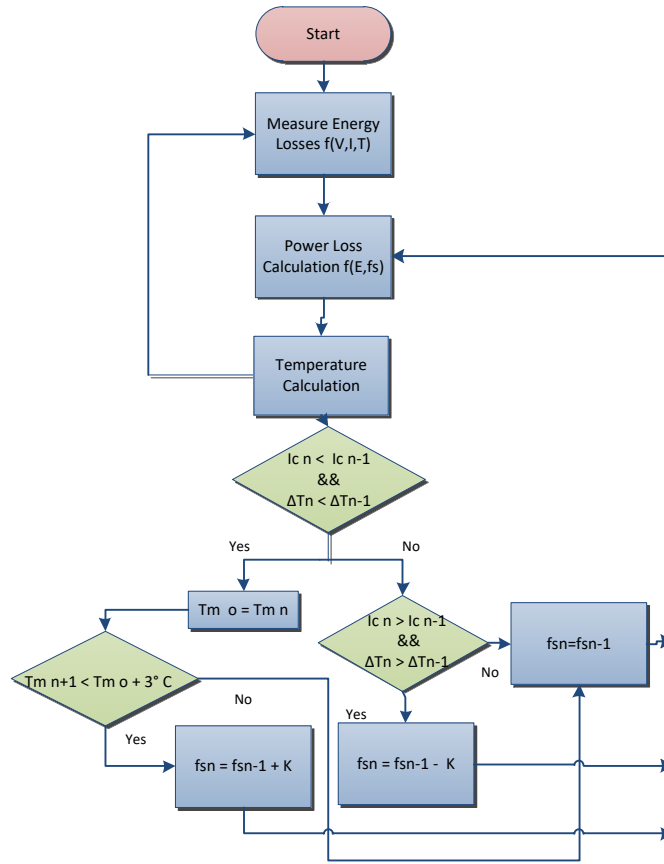 Start
Measure Energy
Losses f(V,I,T)
Power Loss
Calculation f(E,fs)
Temperature
Calculation
Ic n < Ic n-1
&&
ΔTn < ΔTn-1
Yes
No
Tm o = Tm n
Ic n > Ic n-1
&&
ΔTn > ΔTn-1
fsn=fsn-1
No
Tm n+1 < Tm o + 3° C
No
Yes
Yes
fsn = fsn-1 + K
fsn = fsn-1 - K